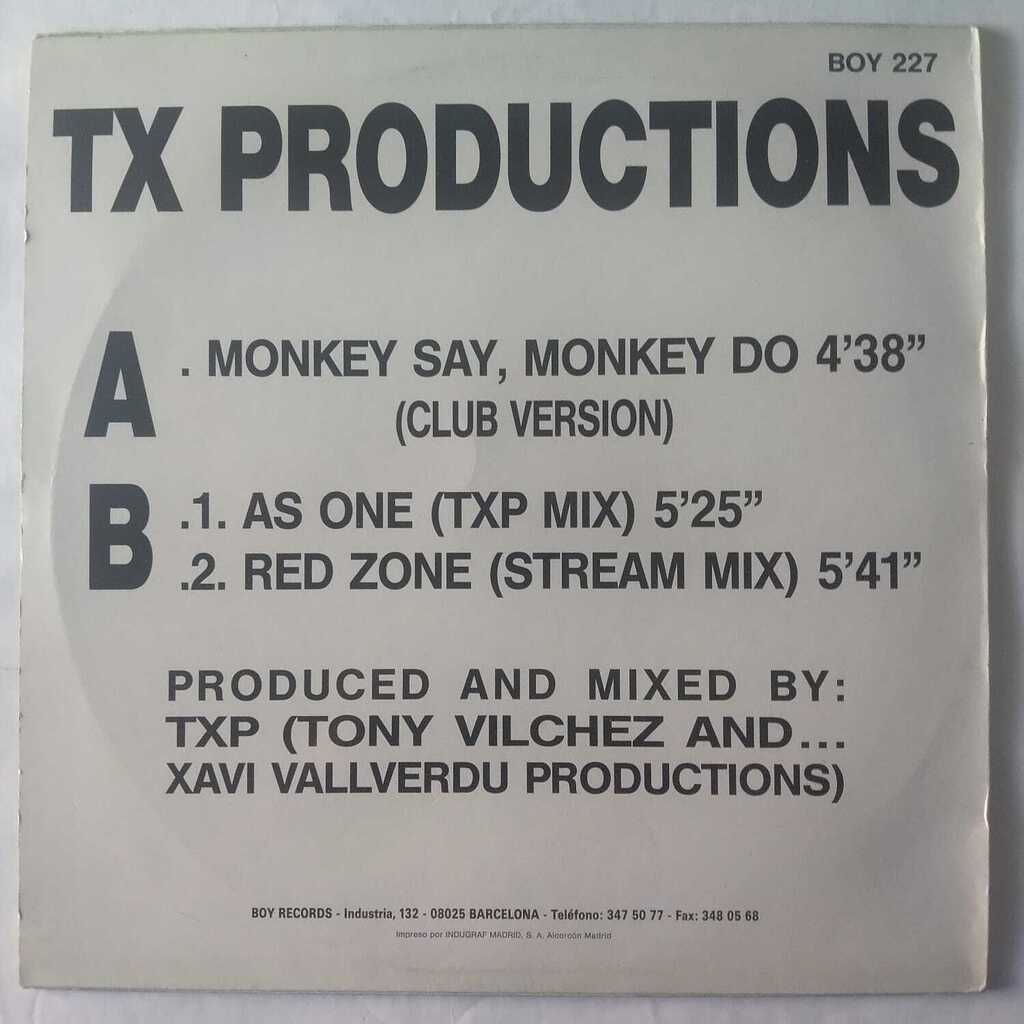 BOY 227
TX PRODUCTIONS
A . MONKEY SAY, MONKEY DO 4’38”
(CLUB VERSION)
B .1. AS ONE (TXP MIX) 5’25”
.2. RED ZONE (STREAM MIX) 5’41”
PRODUCED AND MIXED BY:
TXP (TONY VILCHEZ AND...
XAVI VALLVERDU PRODUCTIONS)
BOY RECORDS - Industria, 132 - 08025 BARCELONA - Teléfono: 347 50 77 - Fax: 348 05 68
Impreso por INDUGRAF MADRID, S. A. Alcorcón Madrid